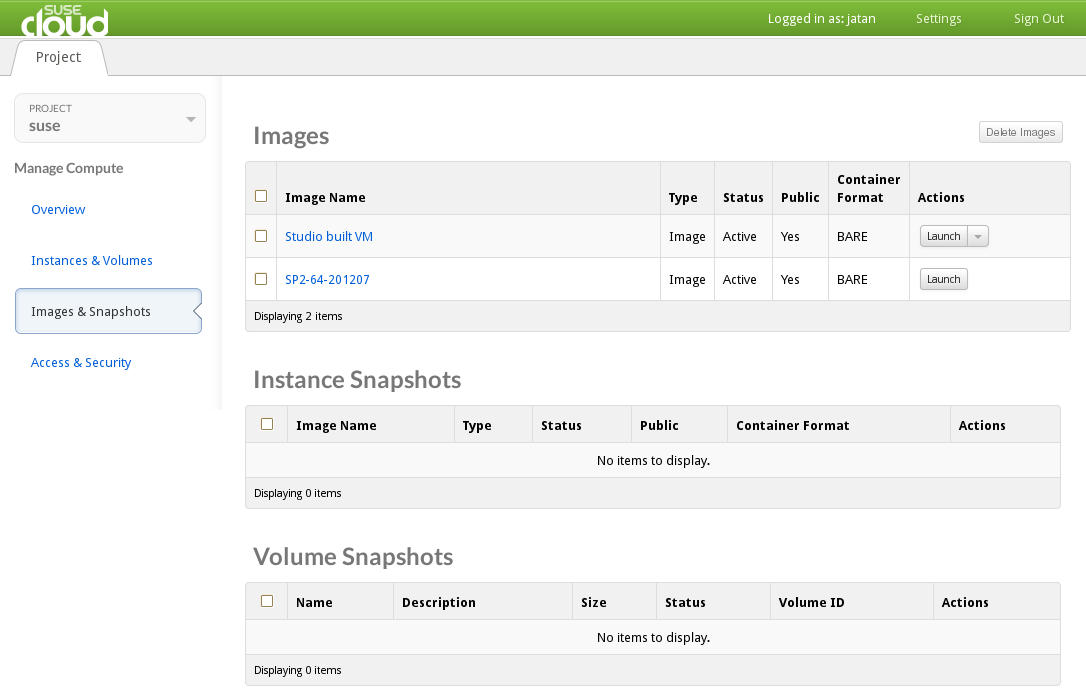 SUSE
cloud
Logged in as: jatan Settings Sign Out
Project
PROJECT
suse
Manage Compute
Overview
Instances & Volumes
Images & Snapshots
Access & Security
Images
Delete Images
Image Name Type Status Public Container Format Actions
Studio built VM Image Active Yes BARE Launch
SP2-64-201207 Image Active Yes BARE Launch
Displaying 2 items
Instance Snapshots
Image Name Type Status Public Container Format Actions
No items to display.
Displaying 0 items
Volume Snapshots
Name Description Size Status Volume ID Actions
No items to display.
Displaying 0 items